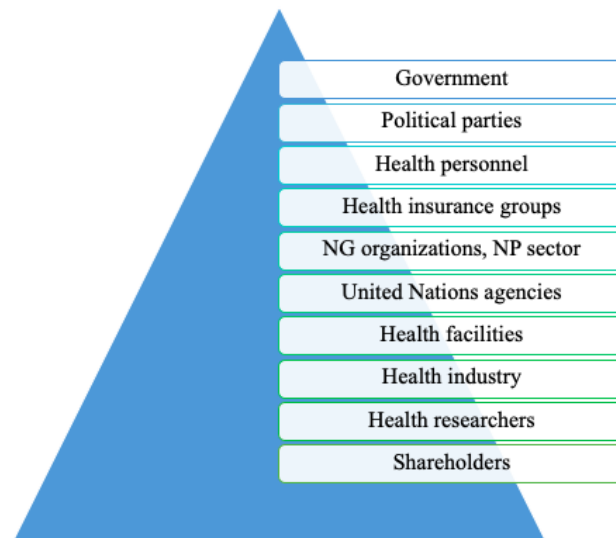 Government
Political parties
Health personnel
Health insurance groups
NG organizations, NP sector
United Nations agencies
Health facilities
Health industry
Health researchers
Shareholders